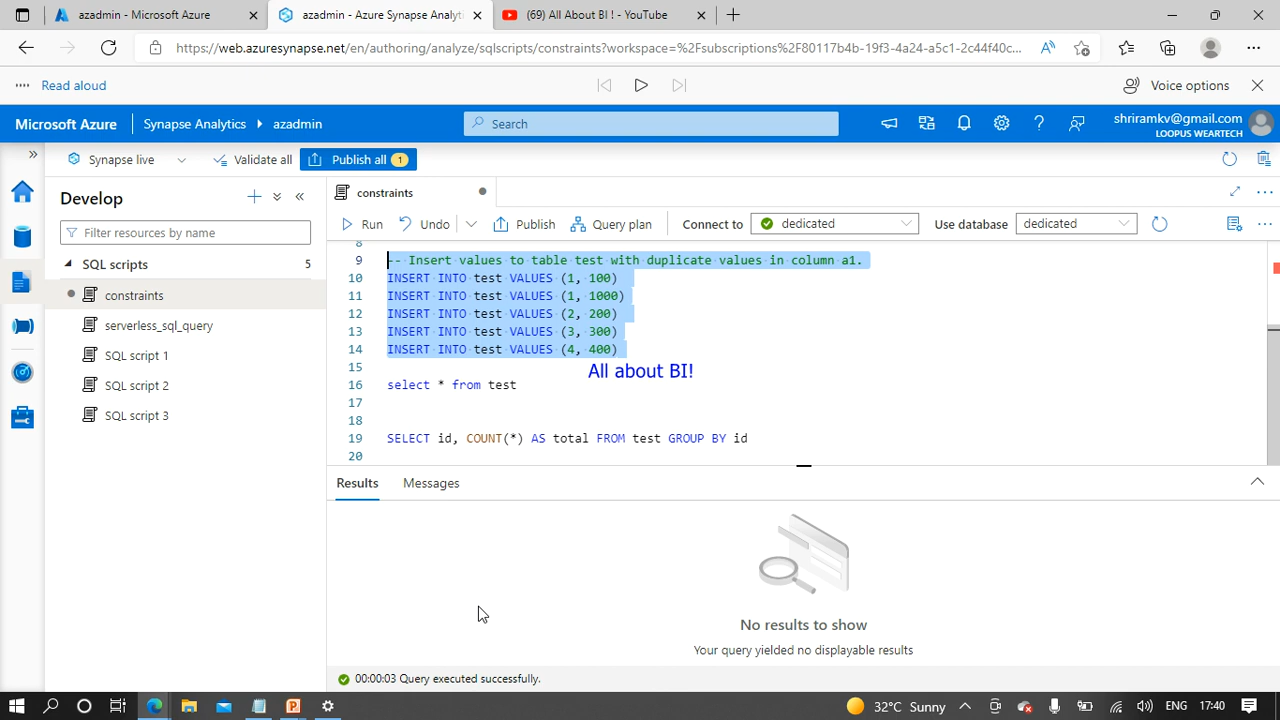 azadmin - Microsoft Azure
azadmin - Azure Synapse Analyti
(69) All About BI ! - YouTube
https://web.azuresynapse.net/en/authoring/analyze/sqlscripts/constraints?workspace=%2Fsubscriptions%2F80117b4b-19f3-4a24-a5c1-2c44f40c...
Read aloud
Voice options
Microsoft Azure
Synapse Analytics
azadmin
Search
shriramkv@gmail.com
LOOPUS WEARTECH
Synapse live
Validate all
Publish all 1
Develop
Filter resources by name
SQL scripts 5
constraints
serverless_sql_query
SQL script 1
SQL script 2
SQL script 3
constraints
Run
Undo
Publish
Query plan
Connect to
dedicated
Use database
dedicated
8
9 -- Insert values to table test with duplicate values in column a1.
10 INSERT INTO test VALUES (1, 100)
11 INSERT INTO test VALUES (1, 1000)
12 INSERT INTO test VALUES (2, 200)
13 INSERT INTO test VALUES (3, 300)
14 INSERT INTO test VALUES (4, 400)
15
All about BI!
16 select * from test
17
18
19 SELECT id, COUNT(*) AS total FROM test GROUP BY id
20
Results
Messages
No results to show
Your query yielded no displayable results
00:00:03 Query executed successfully.
32°C Sunny
ENG
17:40